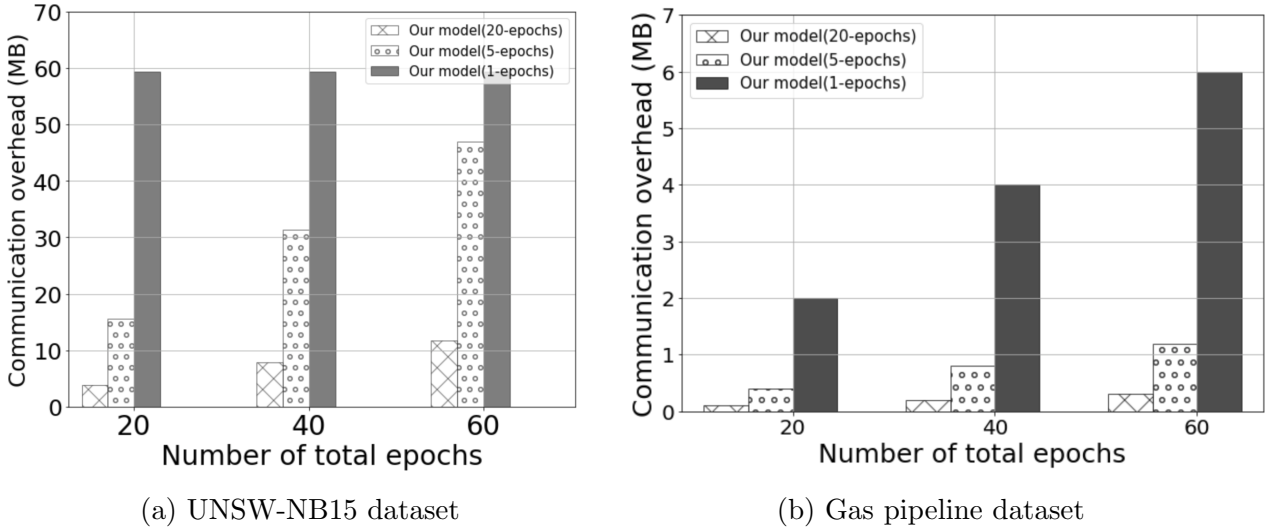 70
60
50
40
30
20
10
0
Communication overhead (MB)
Our model(20-epochs)
Our model(5-epochs)
Our model(1-epochs)
20
40
60
Number of total epochs
(a) UNSW-NB15 dataset
7
6
5
4
3
2
1
0
Communication overhead (MB)
Our model(20-epochs)
Our model(5-epochs)
Our model(1-epochs)
20
40
60
Number of total epochs
(b) Gas pipeline dataset